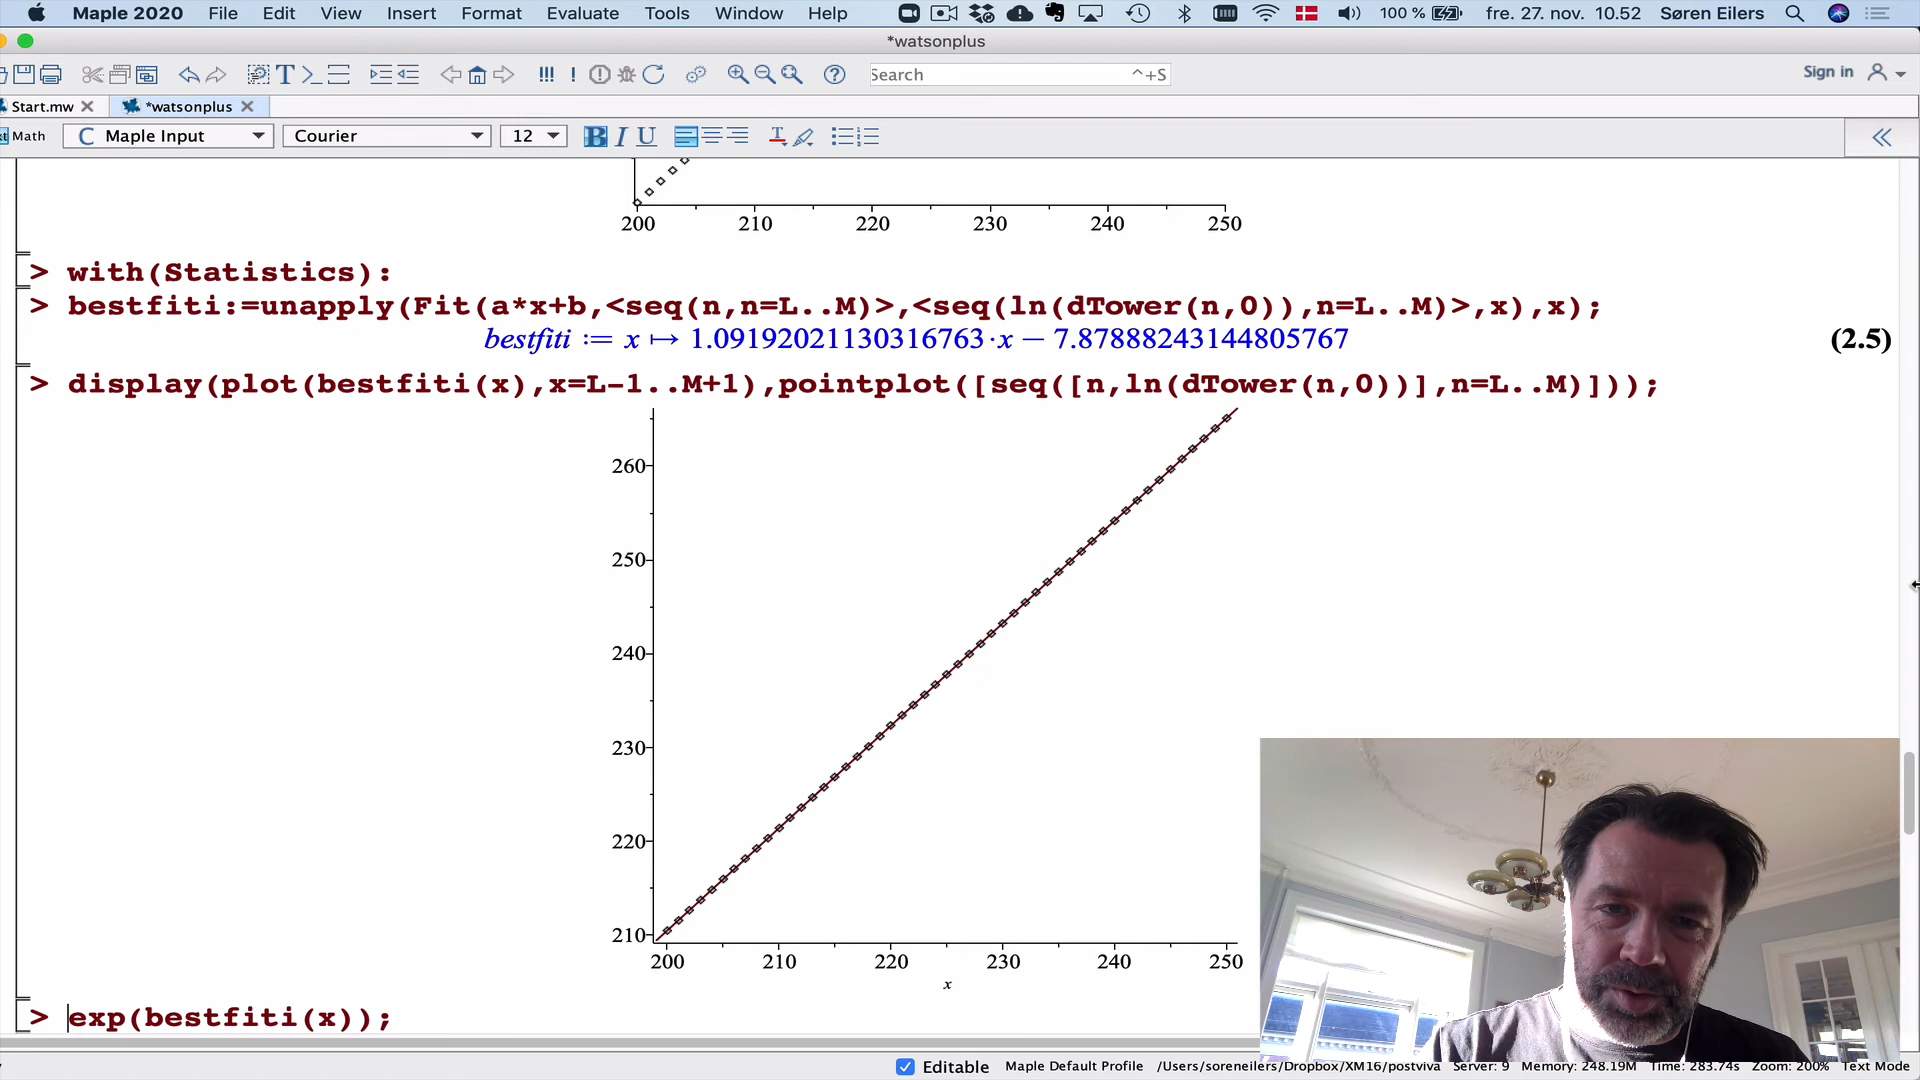 Maple 2020 File Edit View Insert Format Evaluate Tools Window Help 100 % fre. 27. nov. 10.52 Søren Eilers
*watsonplus
Search ^+S Sign in
Start.mw *watsonplus
Math C Maple Input Courier 12 B I U
200 210 220 230 240 250
> with(Statistics):
> bestfiti:=unapply(Fit(a*x+b,<seq(n,n=L..M)>,<seq(ln(dTower(n,0)),n=L..M)>,x),x);
bestfiti := x ↦ 1.09192021130316763·x − 7.87888243144805767 (2.5)
> display(plot(bestfiti(x),x=L-1..M+1),pointplot([seq([n,ln(dTower(n,0))],n=L..M)]));
260
250
240
230
220
210
200 210 220 230 240 250
x
> exp(bestfiti(x));
Editable Maple Default Profile /Users/soreneilers/Dropbox/XM16/postviva Server: 9 Memory: 248.19M Time: 283.74s Zoom: 200% Text Mode